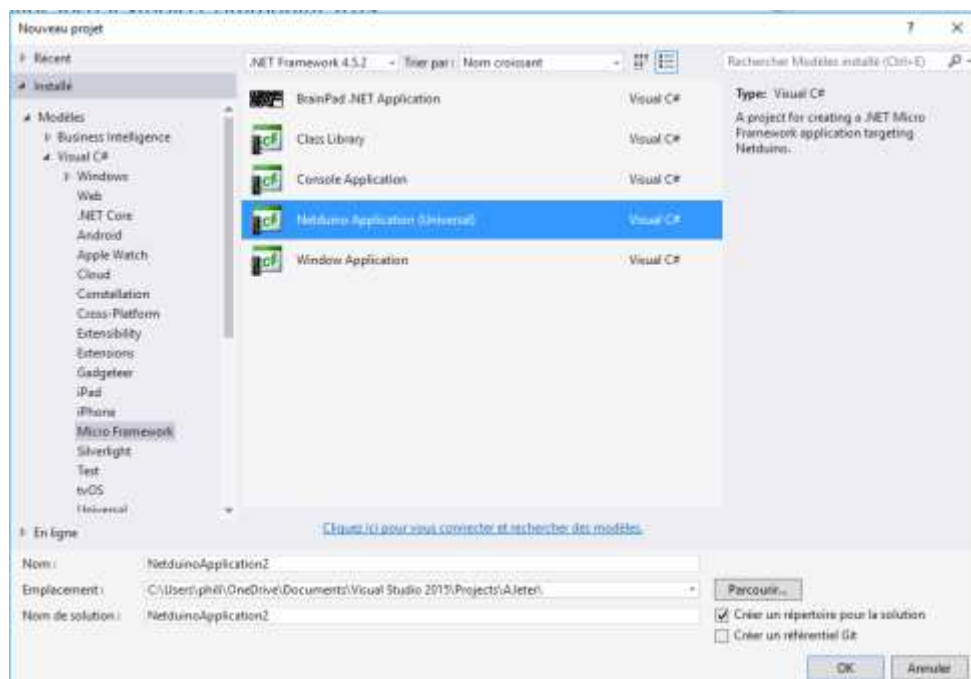 Nouveau projet
? ×
Récent
.NET Framework 4.5.2
Trier par : Nom croissant
Rechercher Modèles installé (Ctrl+E)
Installé
Modèles
Business Intelligence
Visual C#
Windows
Web
.NET Core
Android
Apple Watch
Cloud
Constellation
Cross-Platform
Extensibility
Extensions
Gadgeteer
iPad
iPhone
Micro Framework
Silverlight
Test
tvOS
Universal
En ligne
BrainPad .NET Application Visual C#
Class Library Visual C#
Console Application Visual C#
Netduino Application (Universal) Visual C#
Window Application Visual C#
Cliquez ici pour vous connecter et rechercher des modèles.
Type: Visual C#
A project for creating a .NET Micro
Framework application targeting
Netduino.
Nom : NetduinoApplication2
Emplacement : C:\Users\phili\OneDrive\Documents\Visual Studio 2015\Projects\AJeter\
Parcourir...
Nom de solution : NetduinoApplication2
Créer un répertoire pour la solution
Créer un référentiel Git
OK Annuler